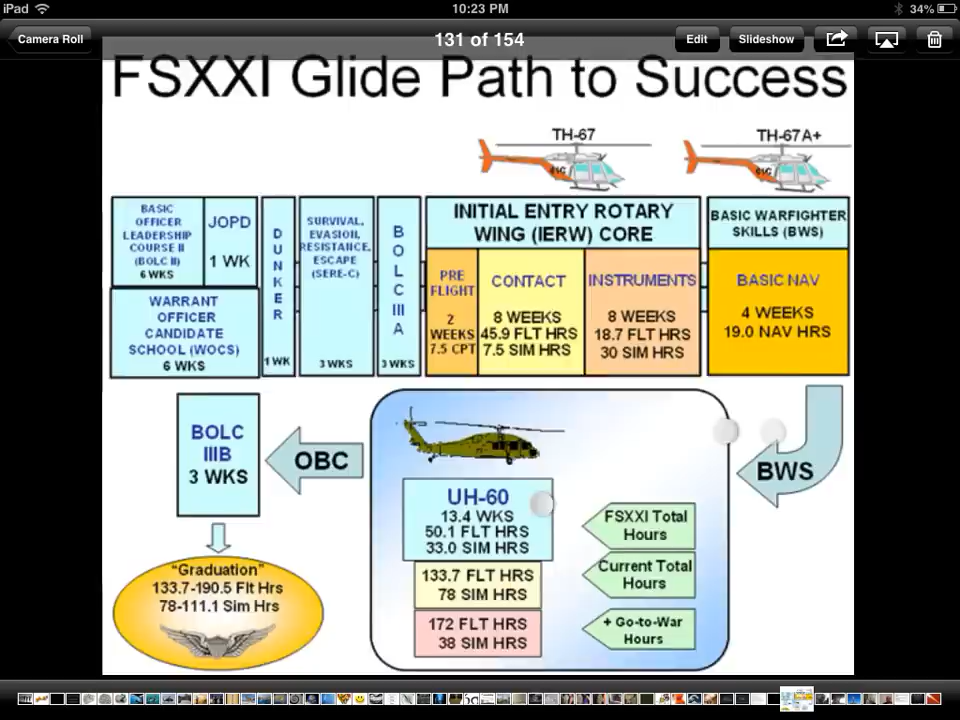 iPad
10:23 PM
34%
Camera Roll
131 of 154
Edit
Slideshow
FSXXI Glide Path to Success
TH-67
TH-67A+
BASIC
OFFICER
LEADERSHIP
COURSE II
(BOLC II)
6 WKS
JOPD
1 WK
WARRANT
OFFICER
CANDIDATE
SCHOOL (WOCS)
6 WKS
DUNKER
1 WK
SURVIVAL,
EVASION,
RESISTANCE,
ESCAPE
(SERE-C)
3 WKS
BOLCIIIA
3 WKS
INITIAL ENTRY ROTARY
WING (IERW) CORE
PRE
FLIGHT
2
WEEKS
7.5 CPT
CONTACT
8 WEEKS
45.9 FLT HRS
7.5 SIM HRS
INSTRUMENTS
8 WEEKS
18.7 FLT HRS
30 SIM HRS
BASIC WARFIGHTER
SKILLS (BWS)
BASIC NAV
4 WEEKS
19.0 NAV HRS
BWS
UH-60
13.4 WKS
50.1 FLT HRS
33.0 SIM HRS
133.7 FLT HRS
78 SIM HRS
172 FLT HRS
38 SIM HRS
FSXXI Total
Hours
Current Total
Hours
+ Go-to-War
Hours
OBC
BOLC
IIIB
3 WKS
“Graduation”
133.7-190.5 Flt Hrs
78-111.1 Sim Hrs